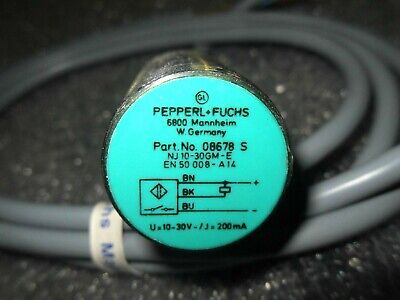 PEPPERL+FUCHS
6800 Mannheim
W. Germany
Part. No. 08678 S
NJ 10-30GM-E
EN 50 008-A14
BN
+
BK
BU
-
U=10-30V-/J=200mA